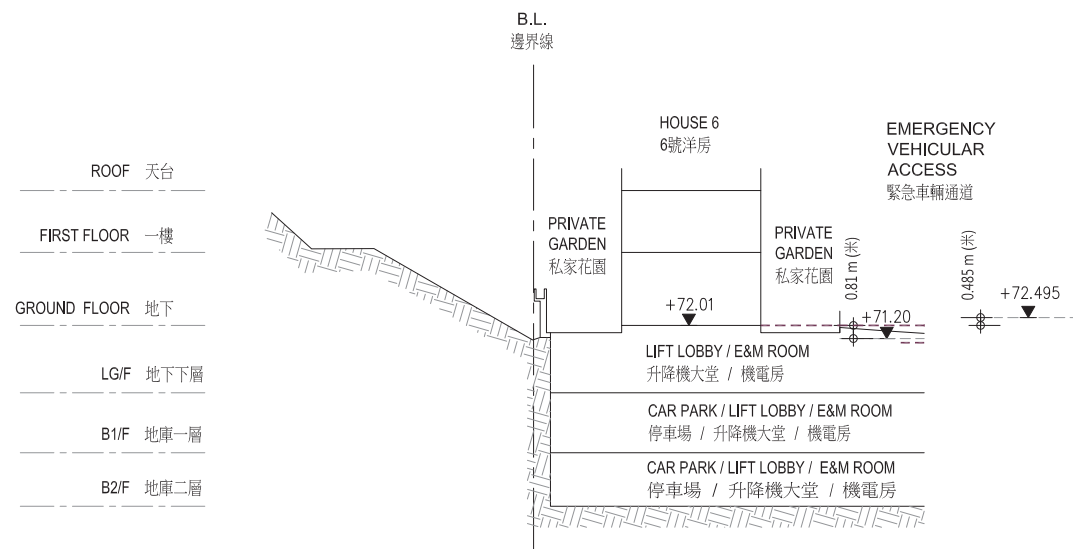 B.L.
邊界線
HOUSE 6
6號洋房
EMERGENCY
VEHICULAR
ACCESS
緊急車輛通道
ROOF 天台
FIRST FLOOR 一樓
GROUND FLOOR 地下
LG/F 地下下層
B1/F 地庫一層
B2/F 地庫二層
PRIVATE
GARDEN
私家花園
PRIVATE
GARDEN
私家花園
0.81 m (米)
0.485 m (米)
+72.01
+71.20
+72.495
LIFT LOBBY / E&M ROOM
升降機大堂 / 機電房
CAR PARK / LIFT LOBBY / E&M ROOM
停車場 / 升降機大堂 / 機電房
CAR PARK / LIFT LOBBY / E&M ROOM
停車場 / 升降機大堂 / 機電房